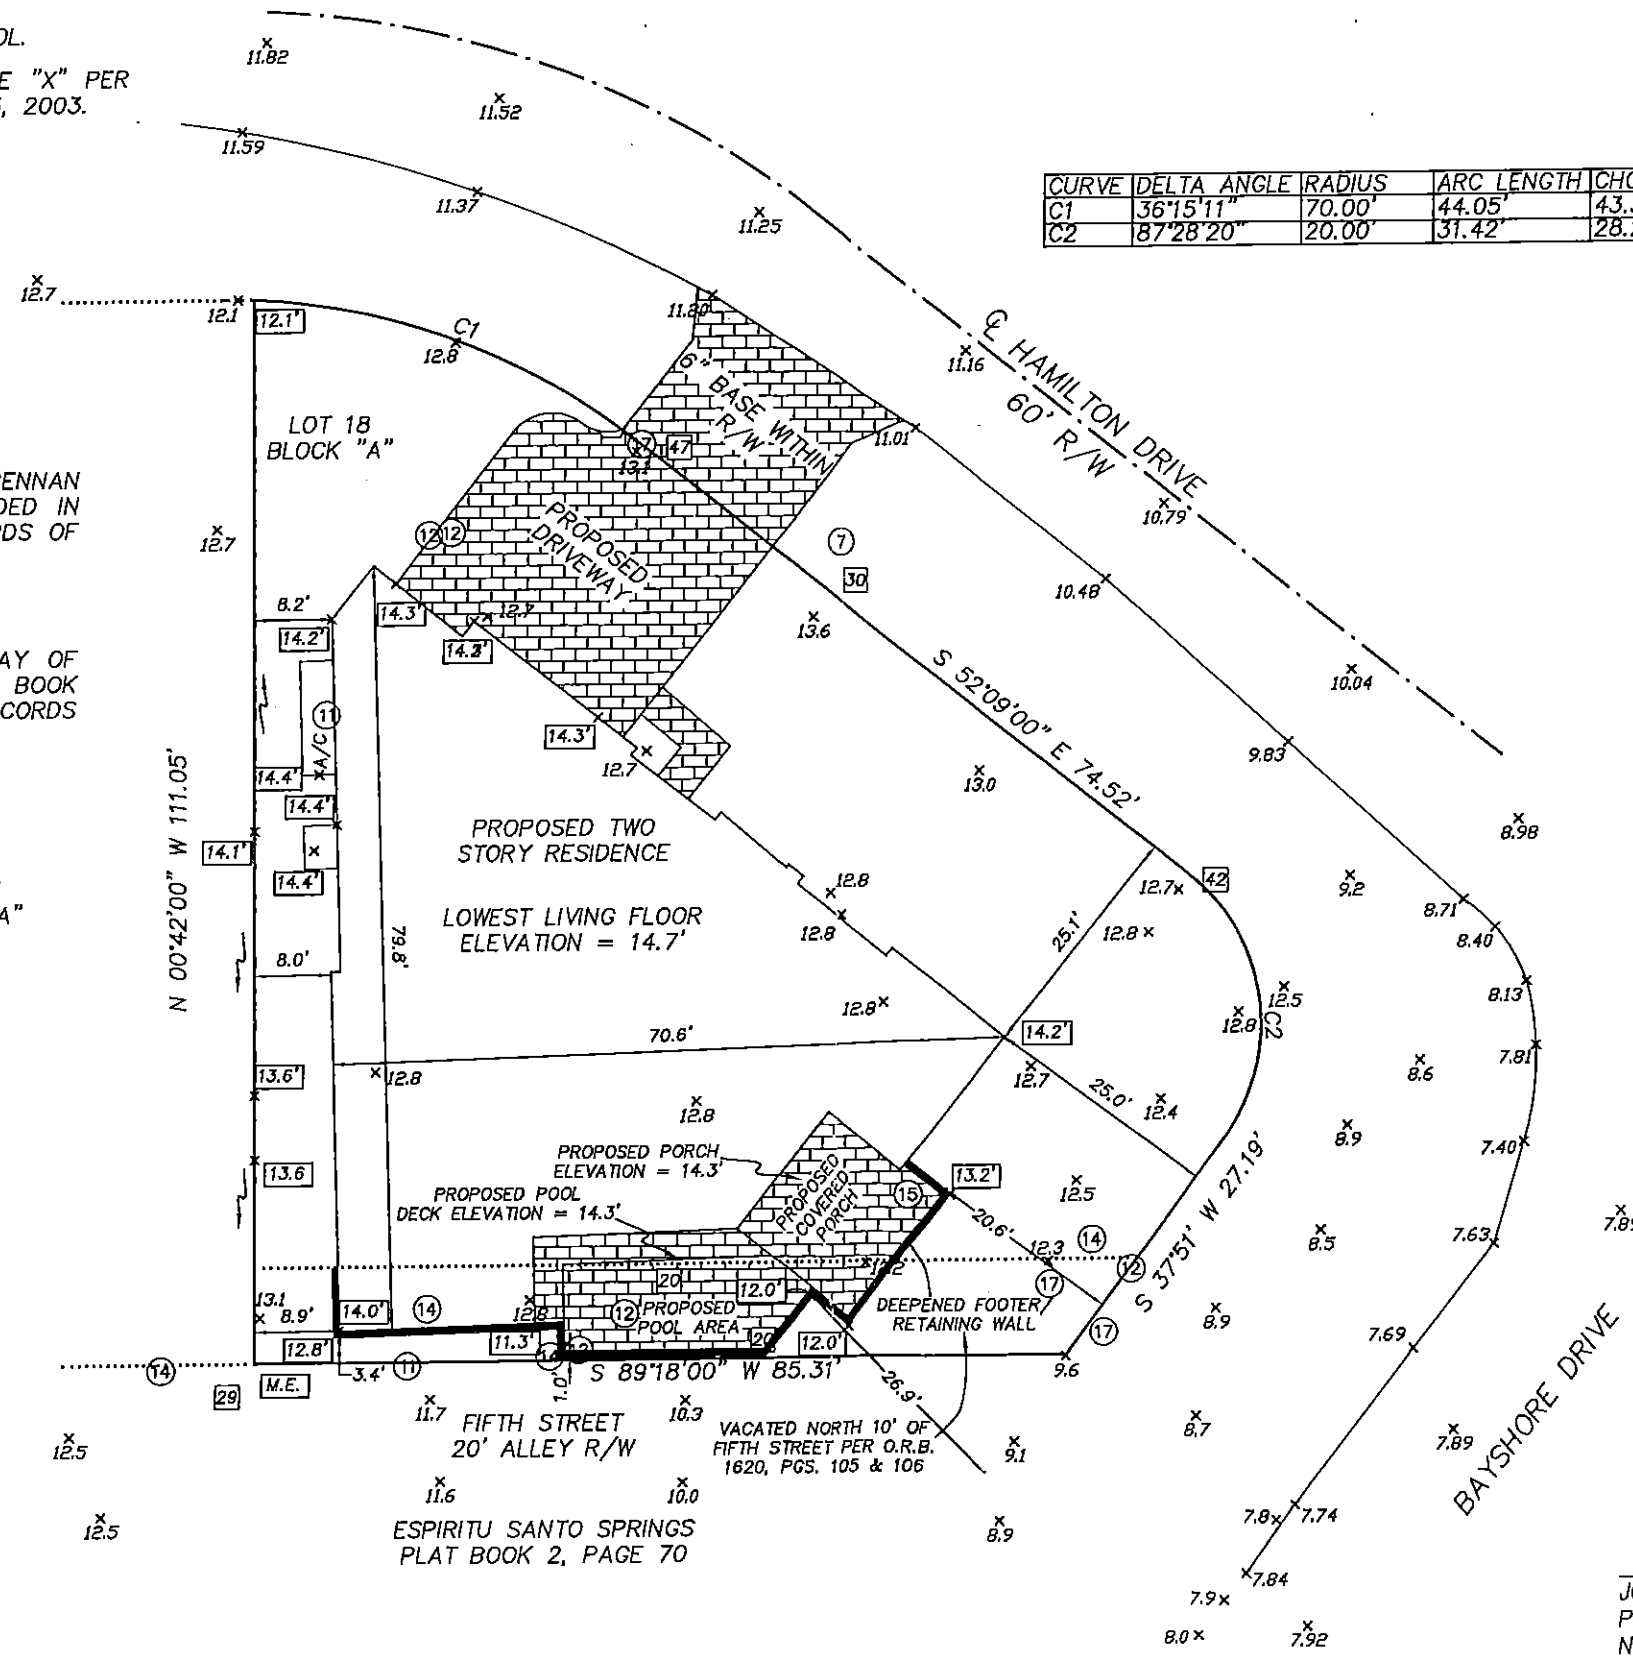 OL.
E "X" PER
, 2003.
11.82
11.52
11.59
11.37
11.25
CURVE DELTA ANGLE RADIUS ARC LENGTH
C1 36°15'11" 70.00' 44.05' 43.
C2 87°28'20" 20.00' 31.42' 28.
12.7
12.1
12.1'
C1
12.8
11.20
11.16
℄ HAMILTON DRIVE
60' R/W
LOT 18
BLOCK "A"
6" BASE WITHIN
R/W
11.01
47
13.1
10.79
ENNAN
DED IN
DS OF
12.7
12
12
PROPOSED
DRIVEWAY
7
30
10.48
8.2'
14.3'
12.7
13.6
14.2'
S 52°09'00" E 74.52'
10.04
AY OF
BOOK
CORDS
11
A/C
14.3'
12.7
9.83
13.0
14.4'
14.4'
N 00°42'00" W 111.05'
14.1'
14.4'
PROPOSED TWO
STORY RESIDENCE
8.98
12.8
12.7
42
9.2
8.71
A"
LOWEST LIVING FLOOR
ELEVATION = 14.7'
12.8
25.1'
12.8
8.40
79.8'
8.0'
12.8
12.5
8.13
12.8
C2
70.6'
14.2'
7.81
13.6'
12.8
12.7
8.6
25.0'
12.4
12.8
8.9
7.40
PROPOSED PORCH
ELEVATION = 14.3'
13.6
PROPOSED
COVERED
PORCH
13.2'
15
12.5
PROPOSED POOL
DECK ELEVATION = 14.3'
20.6'
14
8.5
7.63
12.3
12
S 37°51' W 27.19'
20
12.0'
17
13.1
8.9'
14.0'
14
12.8
12
PROPOSED
POOL AREA
DEEPENED FOOTER/
RETAINING WALL
8.9
17
12.8'
11.3'
20
12.0'
7.69
14
3.4'
11
S 89°18'00" W 85.31'
9.6
29
M.E.
1.0'
26.9'
BAYSHORE DRIVE
11.7
FIFTH STREET
20' ALLEY R/W
10.3
VACATED NORTH 10' OF
FIFTH STREET PER O.R.B.
1620, PGS. 105 & 106
8.7
7.89
12.5
9.1
11.6
10.0
12.5
8.9
7.8
7.74
ESPIRITU SANTO SPRINGS
PLAT BOOK 2, PAGE 70
7.84
7.9
8.0
7.92
P
N